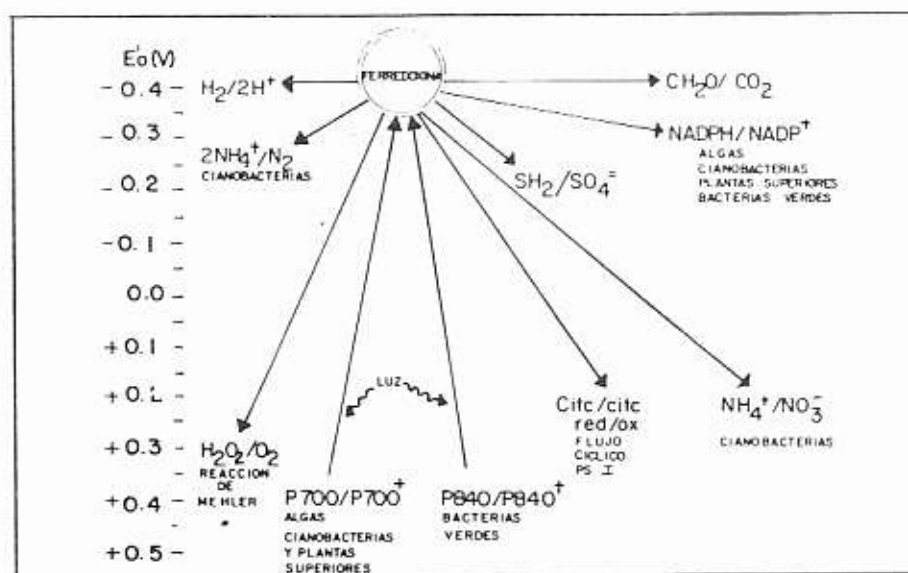 E'o(V)
FERREDOXINA
-0.4
H2/2H+
CH2O/CO2
-0.3
NADPH/NADP+
ALGAS
CIANOBACTERIAS
PLANTAS SUPERIORES
BACTERIAS VERDES
2NH4+/N2
CIANOBACTERIAS
SH2/SO4=
-0.2
-0.1
0.0
+0.1
+0.1
LUZ
Citc/citc
red/ox
FLUJO
CICLICO
PS I
NH4+/NO3-
CIANOBACTERIAS
+0.3
H2O2/O2
REACCION
DE
MEHLER
+0.4
P700/P700+
ALGAS
CIANOBACTERIAS
Y PLANTAS
SUPERIORES
P840/P840+
BACTERIAS
VERDES
+0.5